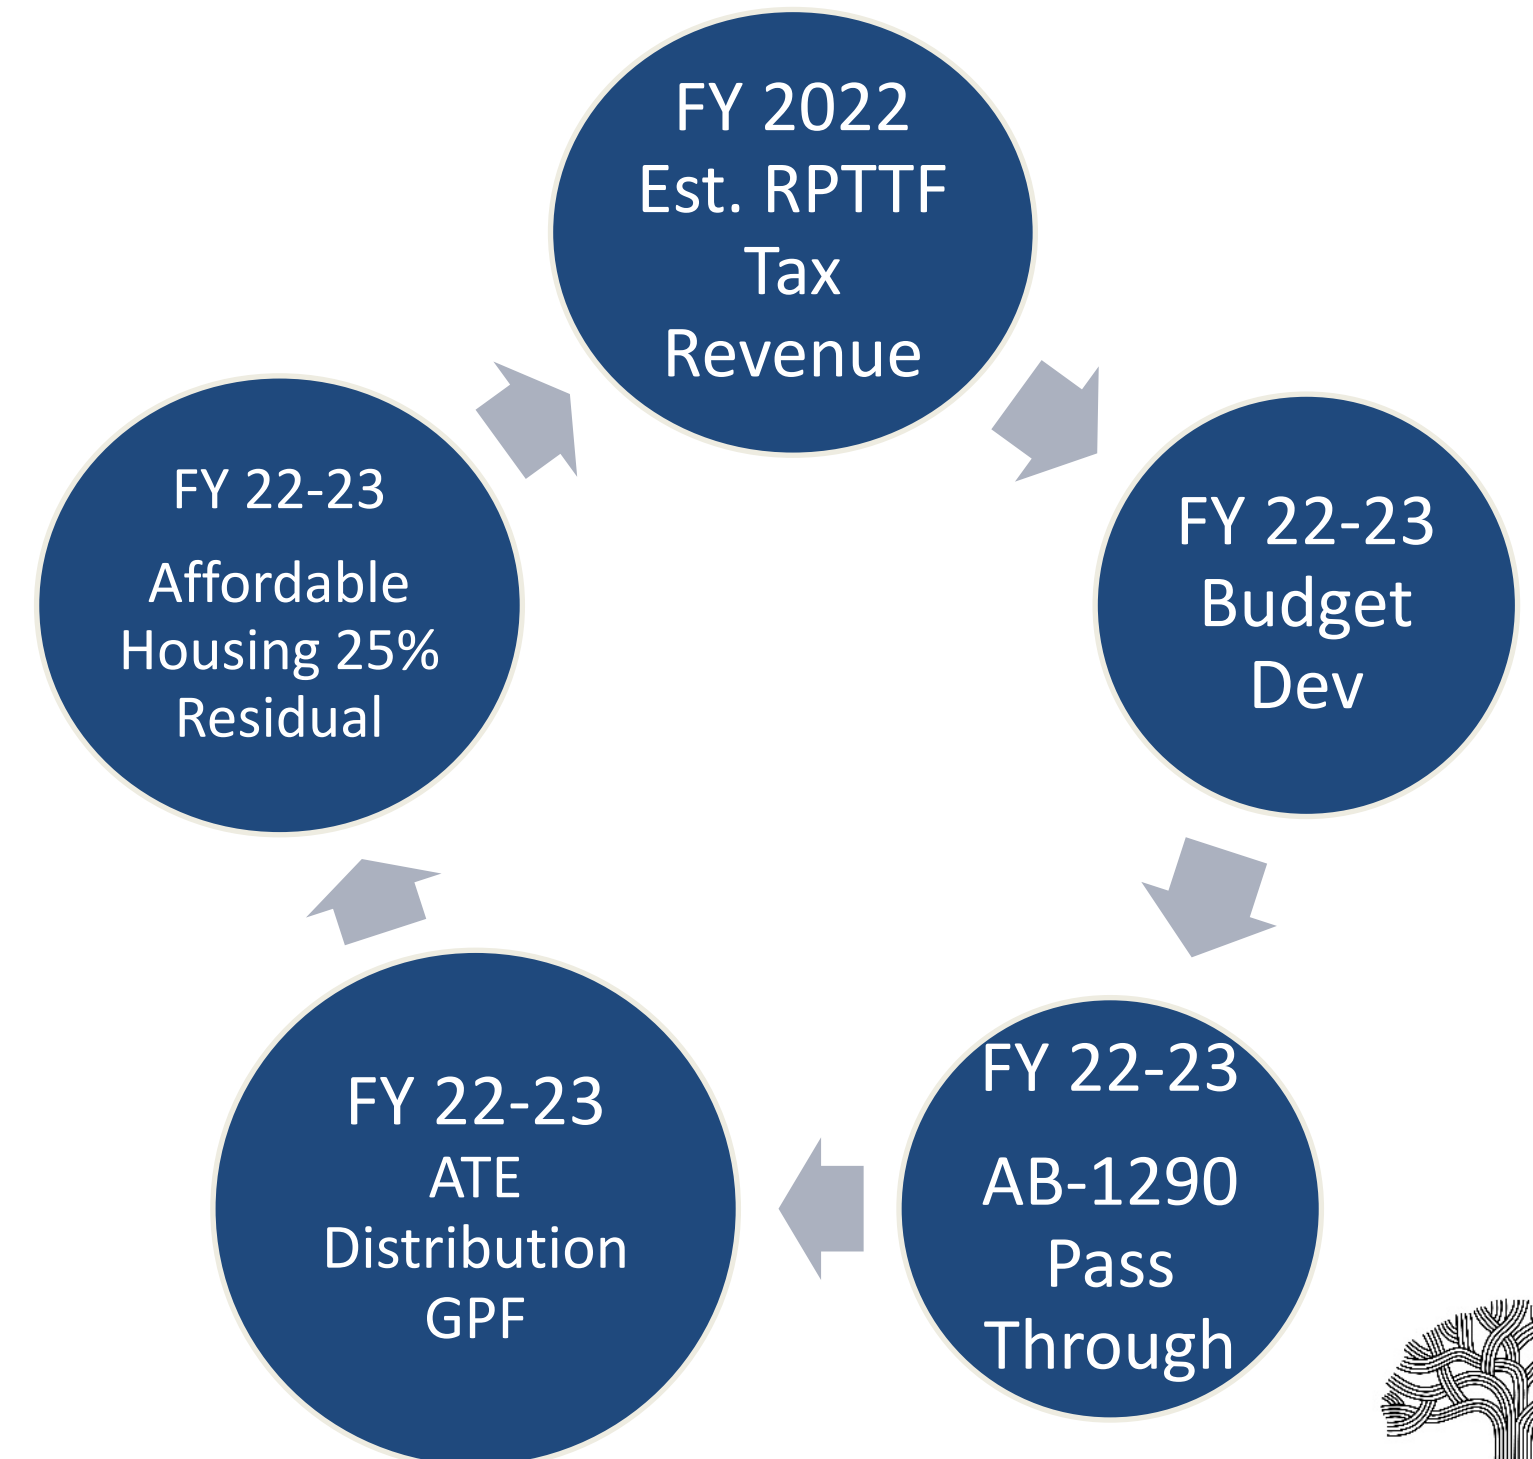 FY 2022
Est. RPTTF
Tax
Revenue
FY 22-23
Budget
Dev
FY 22-23
AB-1290
Pass
Through
FY 22-23
ATE
Distribution
GPF
FY 22-23
Affordable
Housing 25%
Residual